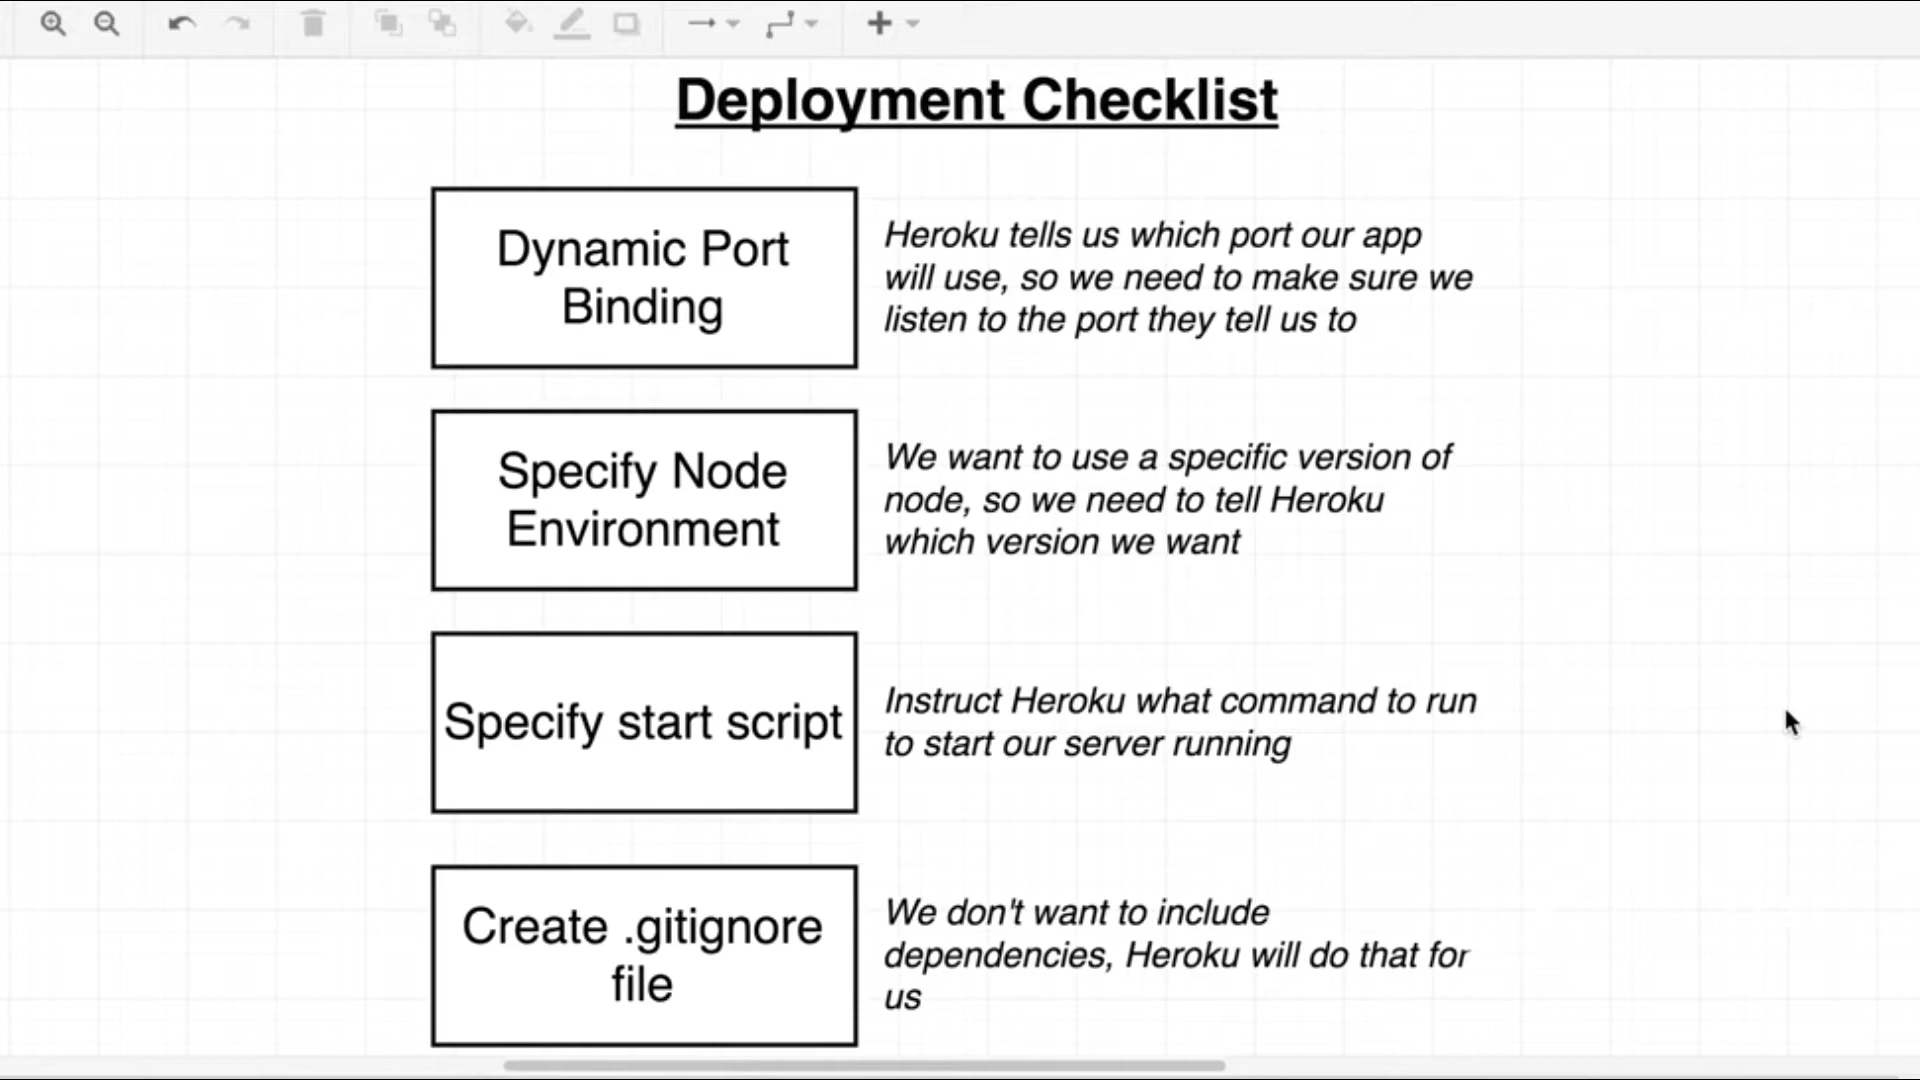 Deployment Checklist
Dynamic Port
Binding
Heroku tells us which port our app
will use, so we need to make sure we
listen to the port they tell us to
Specify Node
Environment
We want to use a specific version of
node, so we need to tell Heroku
which version we want
Specify start script
Instruct Heroku what command to run
to start our server running
Create .gitignore
file
We don't want to include
dependencies, Heroku will do that for
us